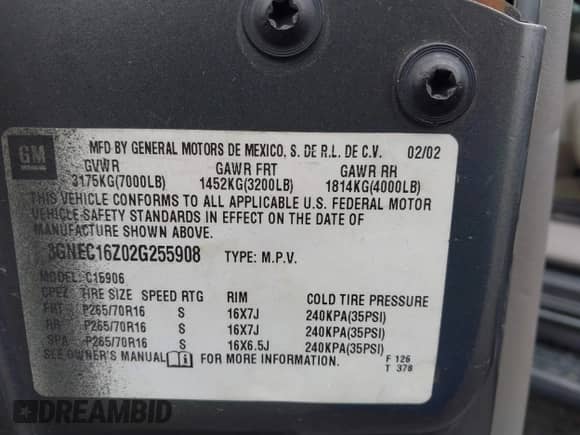 GM
MFD BY GENERAL MOTORS DE MEXICO, S. DE R.L. DE C.V. 02/02
GVWR GAWR FRT GAWR RR
3175KG(7000LB) 1452KG(3200LB) 1814KG(4000LB)
THIS VEHICLE CONFORMS TO ALL APPLICABLE U.S. FEDERAL MOTOR
VEHICLE SAFETY STANDARDS IN EFFECT ON THE DATE OF
MANUFACTURE SHOWN ABOVE.
3GNEC16Z02G255908 TYPE: M.P.V.
MODEL: C15906
TIRE SIZE SPEED RTG RIM COLD TIRE PRESSURE
FRT P265/70R16 S 16X7J 240KPA(35PSI)
RR P265/70R16 S 16X7J 240KPA(35PSI)
SPA P265/70R16 S 16X6.5J 240KPA(35PSI)
SEE OWNER'S MANUAL FOR MORE INFORMATION. F 126
T 378
DREAMBID